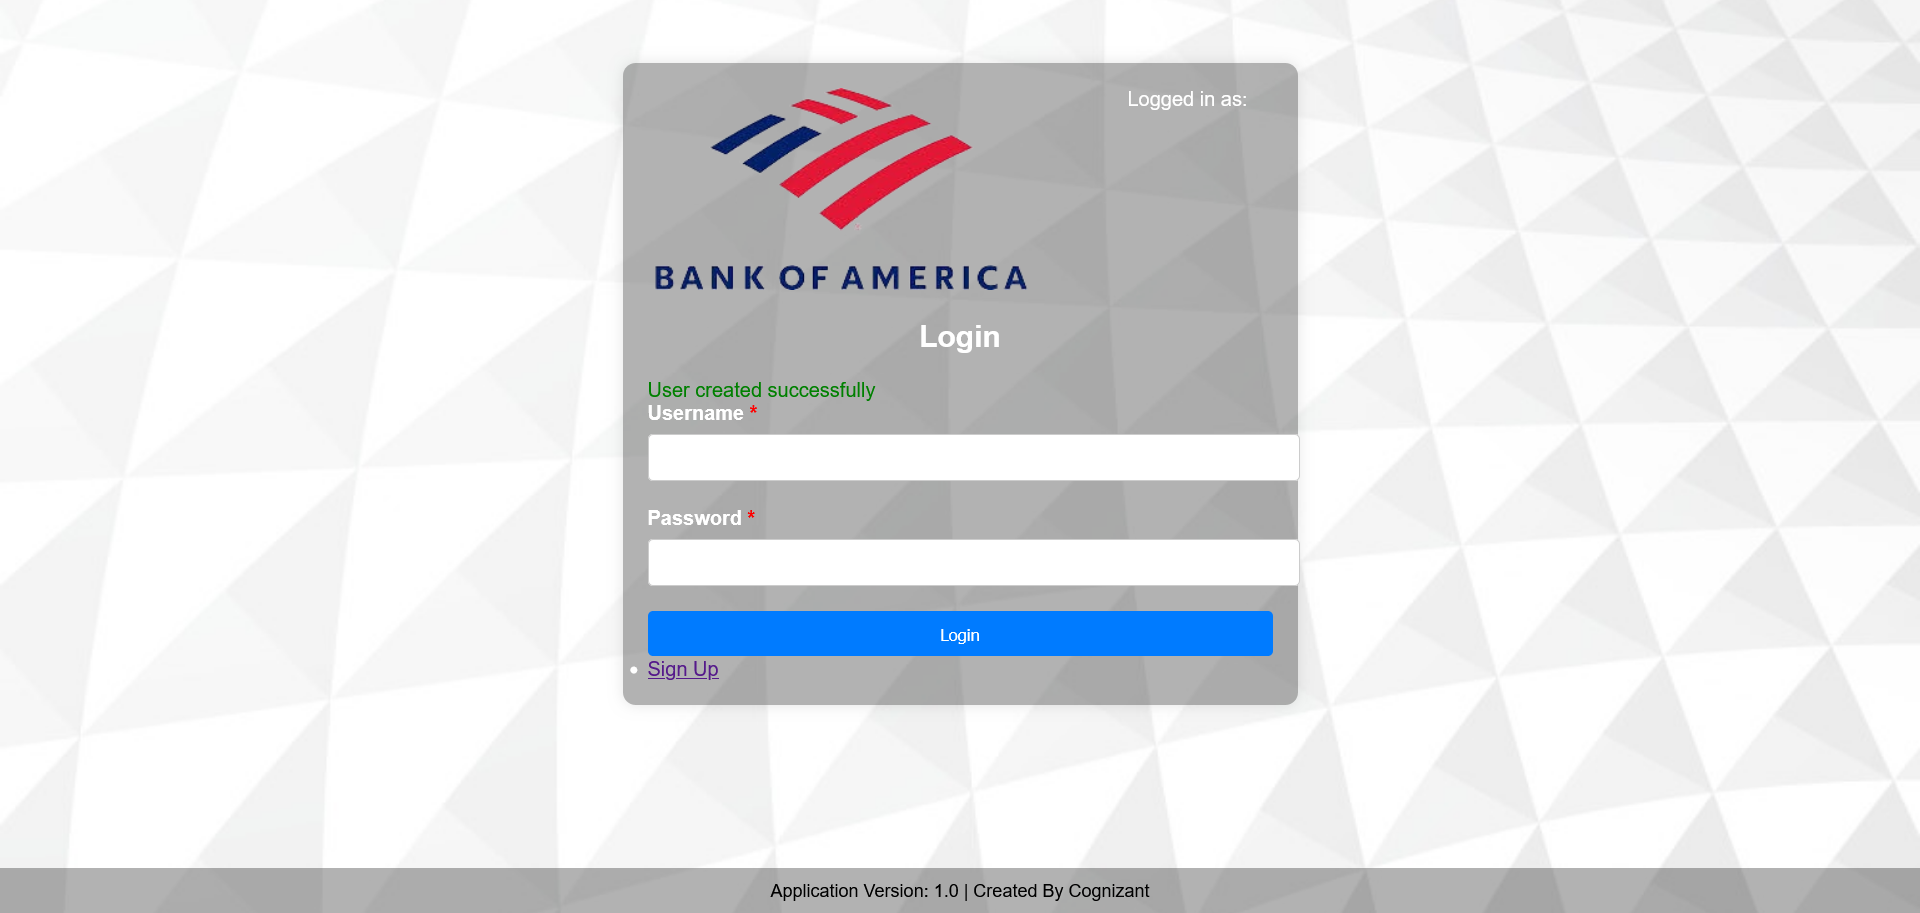 Logged in as:
BANK OF AMERICA
Login
User created successfully
Username *
Password *
Login
Sign Up
Application Version: 1.0 | Created By Cognizant